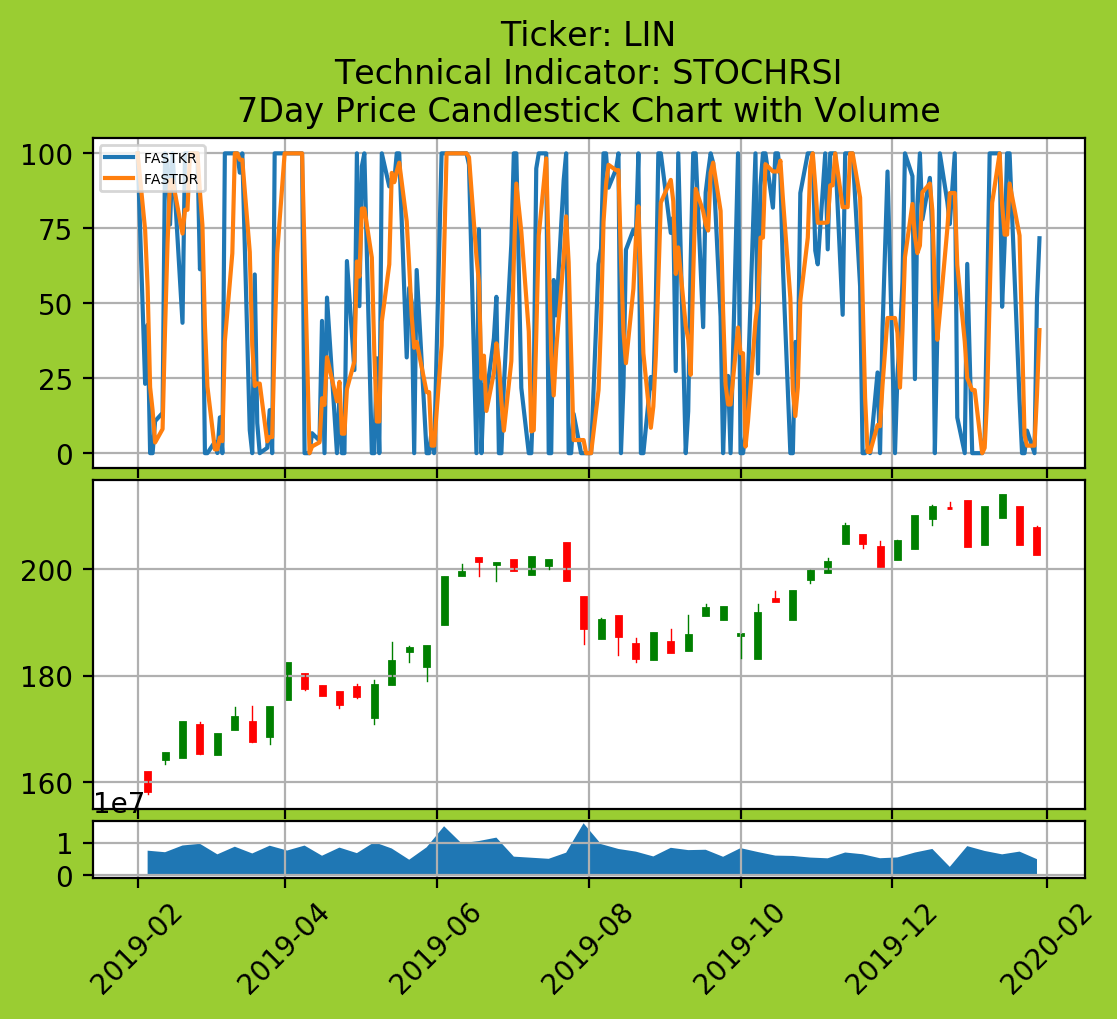 Ticker: LIN
Technical Indicator: STOCHRSI
7Day Price Candlestick Chart with Volume
100
75
50
25
0
FASTKR
FASTDR
200
180
160
1e7
1
0
2019-02
2019-04
2019-06
2019-08
2019-10
2019-12
2020-02